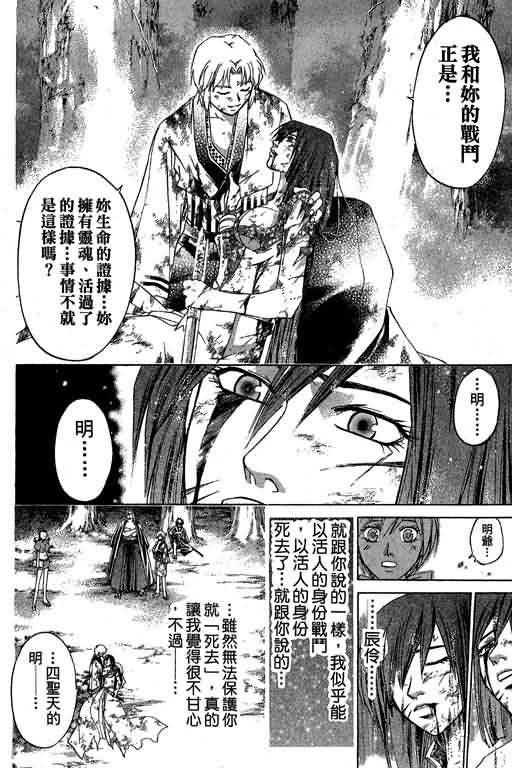 我和妳的戰鬥
正是…
妳生命的證據…妳
擁有靈魂、活過了
的證據…事情不就
是這樣嗎？
…明…
明……
明爺…
……辰伶…
就跟你說的一樣，我似乎能
以活人的身份戰鬥
，以活人的身份
死去了…就跟你說的…
…雖然無法保護你
就「死去」，真的
讓我覺得很不甘心
，不過——
四聖天的
明———